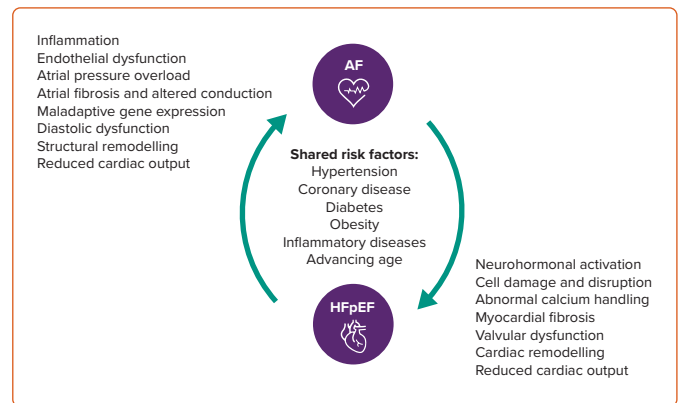 Inflammation
Endothelial dysfunction
Atrial pressure overload
Atrial fibrosis and altered conduction
Maladaptive gene expression
Diastolic dysfunction
Structural remodelling
Reduced cardiac output
AF
Shared risk factors:
Hypertension
Coronary disease
Diabetes
Obesity
Inflammatory diseases
Advancing age
HFpEF
Neurohormonal activation
Cell damage and disruption
Abnormal calcium handling
Myocardial fibrosis
Valvular dysfunction
Cardiac remodelling
Reduced cardiac output